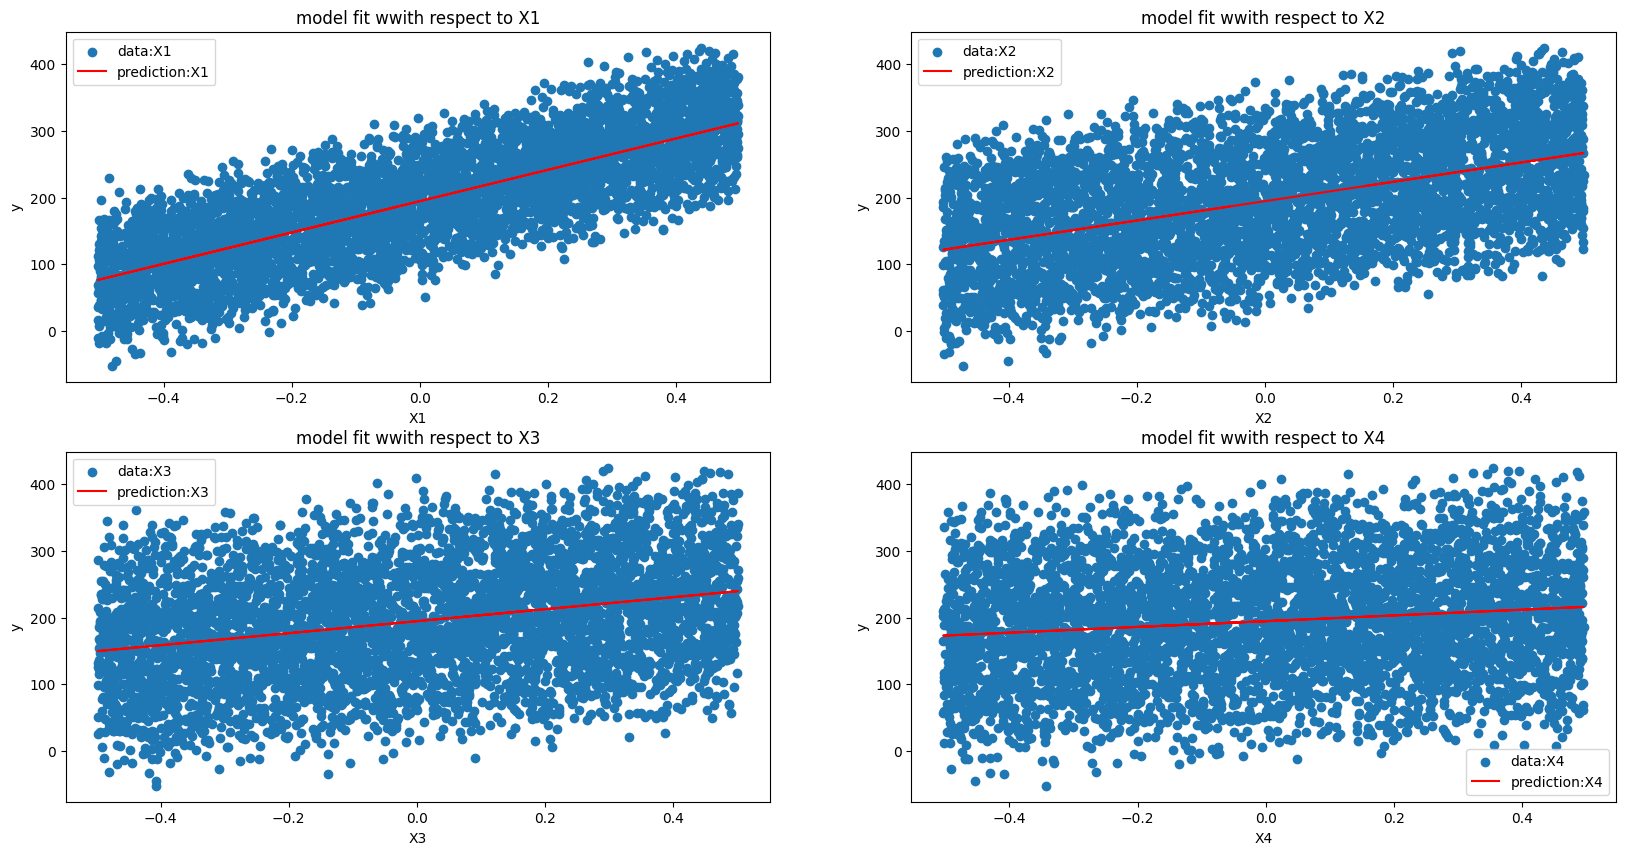 model fit wwith respect to X1
data:X1
prediction:X1
400
300
200
100
0
y
−0.4 −0.2 0.0 0.2 0.4
X1
model fit wwith respect to X2
data:X2
prediction:X2
400
300
200
100
0
y
−0.4 −0.2 0.0 0.2 0.4
X2
model fit wwith respect to X3
data:X3
prediction:X3
400
300
200
100
0
y
−0.4 −0.2 0.0 0.2 0.4
X3
model fit wwith respect to X4
400
300
200
100
0
y
data:X4
prediction:X4
−0.4 −0.2 0.0 0.2 0.4
X4